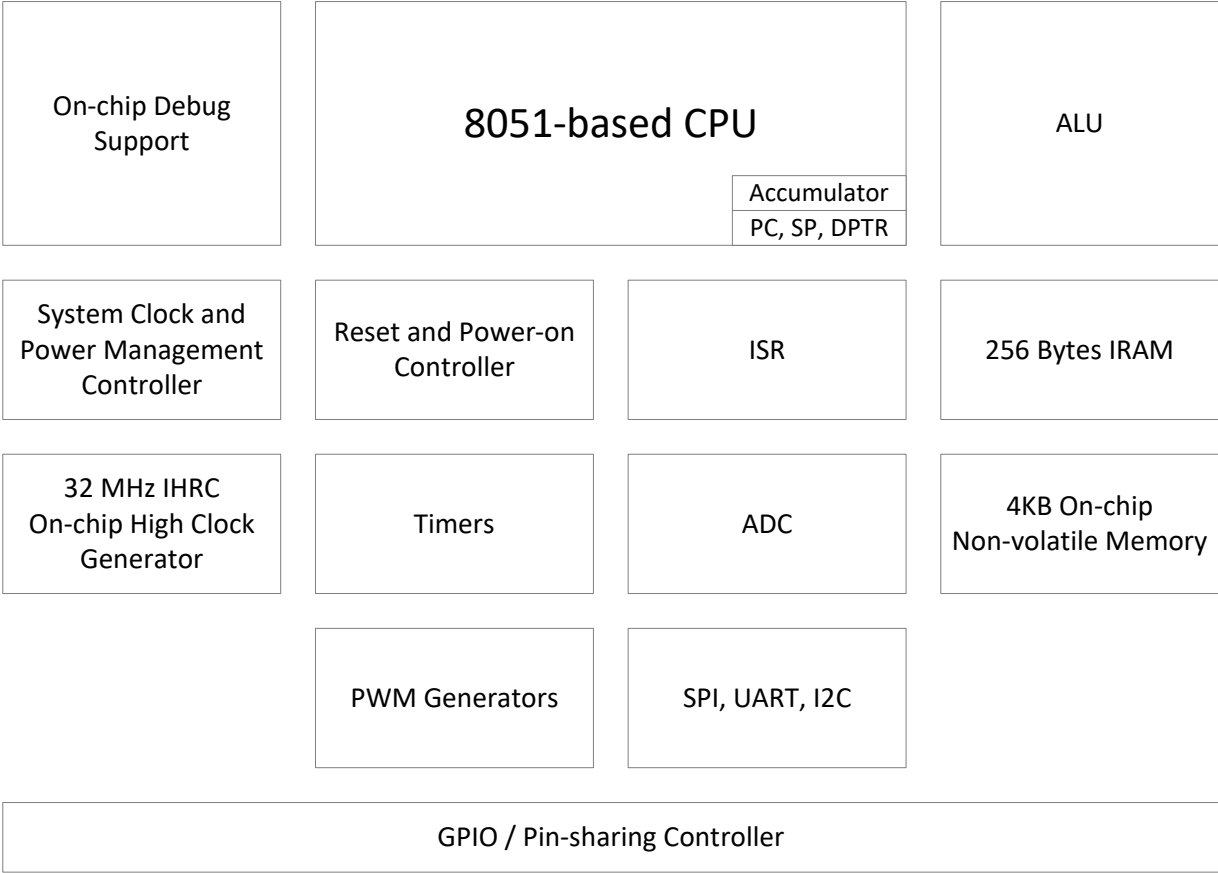 On-chip Debug
Support
8051-based CPU
Accumulator
PC, SP, DPTR
ALU
System Clock and
Power Management
Controller
Reset and Power-on
Controller
ISR
256 Bytes IRAM
32 MHz IHRC
On-chip High Clock
Generator
Timers
ADC
4KB On-chip
Non-volatile Memory
PWM Generators
SPI, UART, I2C
GPIO / Pin-sharing Controller